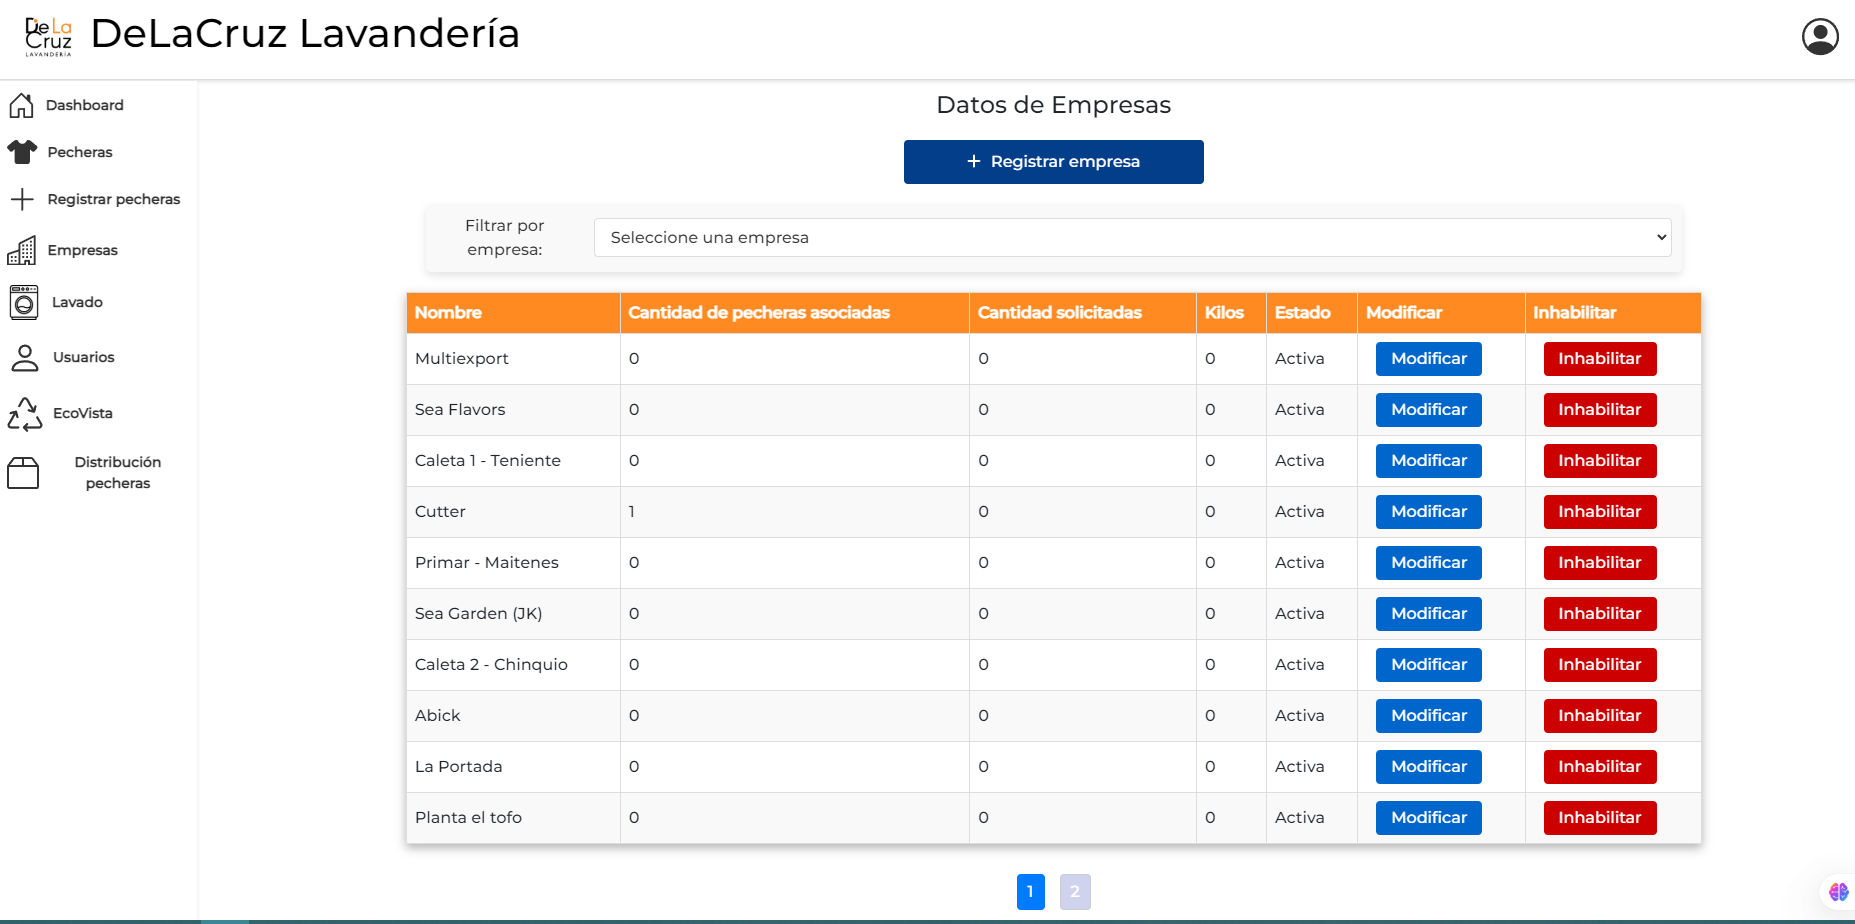 De La
Cruz
LAVANDERÍA
DeLaCruz Lavandería
Dashboard
Pecheras
Registrar pecheras
Empresas
Lavado
Usuarios
EcoVista
Distribución
pecheras
Datos de Empresas
+ Registrar empresa
Filtrar por
empresa:
Seleccione una empresa
Nombre Cantidad de pecheras asociadas Cantidad solicitadas Kilos Estado Modificar Inhabilitar
Multiexport 0 0 0 Activa Modificar Inhabilitar
Sea Flavors 0 0 0 Activa Modificar Inhabilitar
Caleta 1 - Teniente 0 0 0 Activa Modificar Inhabilitar
Cutter 1 0 0 Activa Modificar Inhabilitar
Primar - Maitenes 0 0 0 Activa Modificar Inhabilitar
Sea Garden (JK) 0 0 0 Activa Modificar Inhabilitar
Caleta 2 - Chinquio 0 0 0 Activa Modificar Inhabilitar
Abick 0 0 0 Activa Modificar Inhabilitar
La Portada 0 0 0 Activa Modificar Inhabilitar
Planta el tofo 0 0 0 Activa Modificar Inhabilitar
1 2